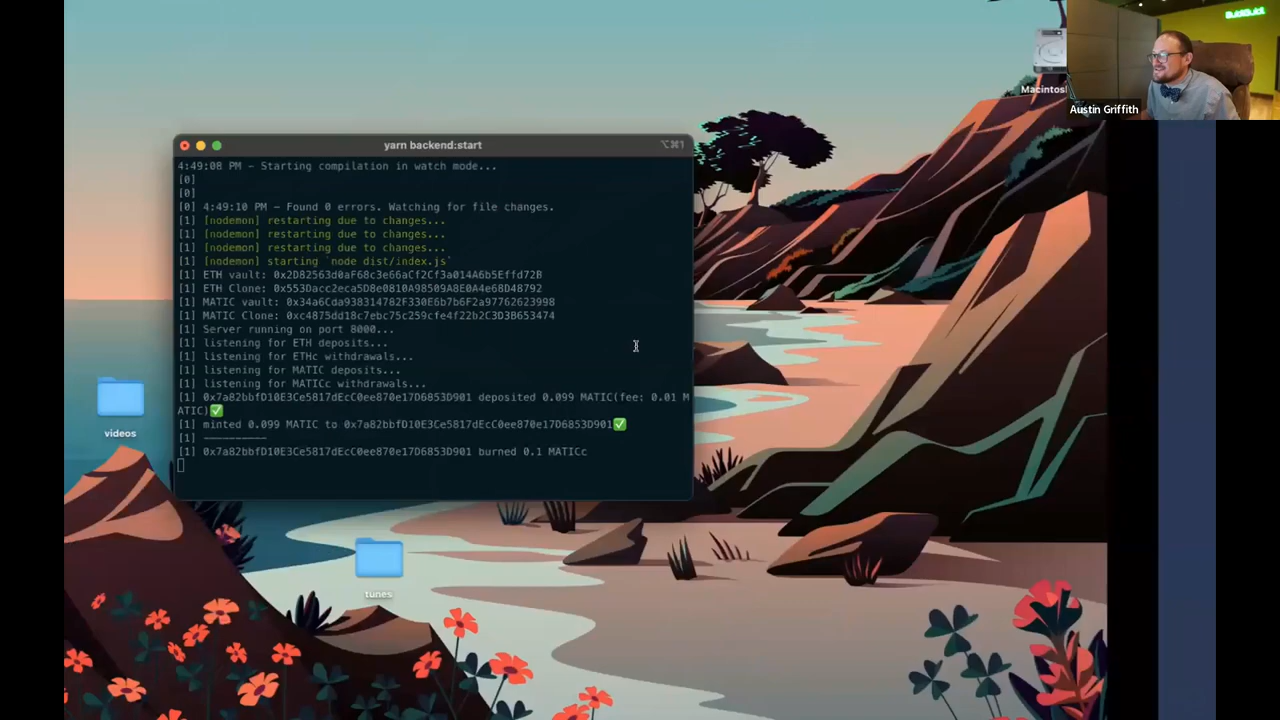 BuidlGuidl
Macintosh
Austin Griffith
yarn backend:start
⌥⌘1
4:49:08 PM - Starting compilation in watch mode...
[0]
[0]
[0] 4:49:10 PM - Found 0 errors. Watching for file changes.
[1] [nodemon] restarting due to changes...
[1] [nodemon] restarting due to changes...
[1] [nodemon] restarting due to changes...
[1] [nodemon] starting `node dist/index.js`
[1] ETH vault: 0x2D82563d0aF68c3e66aCf2Cf3a014A6b5Effd72B
[1] ETH Clone: 0x553Dacc2eca5D8e0810A98509A8E0A4e68D48792
[1] MATIC vault: 0x34a6Cda938314782F330E6b7b6F2a97762623998
[1] MATIC Clone: 0xc4875dd18c7ebc75c259cfe4f22b2C3D3B653474
[1] Server running on port 8000...
[1] listening for ETH deposits...
[1] listening for ETHc withdrawals...
[1] listening for MATIC deposits...
[1] listening for MATICc withdrawals...
[1] 0x7a82bbfD10E3Ce5817dEcC0ee870e17D6853D901 deposited 0.099 MATIC(fee: 0.01 M
ATIC)✅
[1] minted 0.099 MATIC to 0x7a82bbfD10E3Ce5817dEcC0ee870e17D6853D901✅
[1] ----------
[1] 0x7a82bbfD10E3Ce5817dEcC0ee870e17D6853D901 burned 0.1 MATICc
videos
tunes